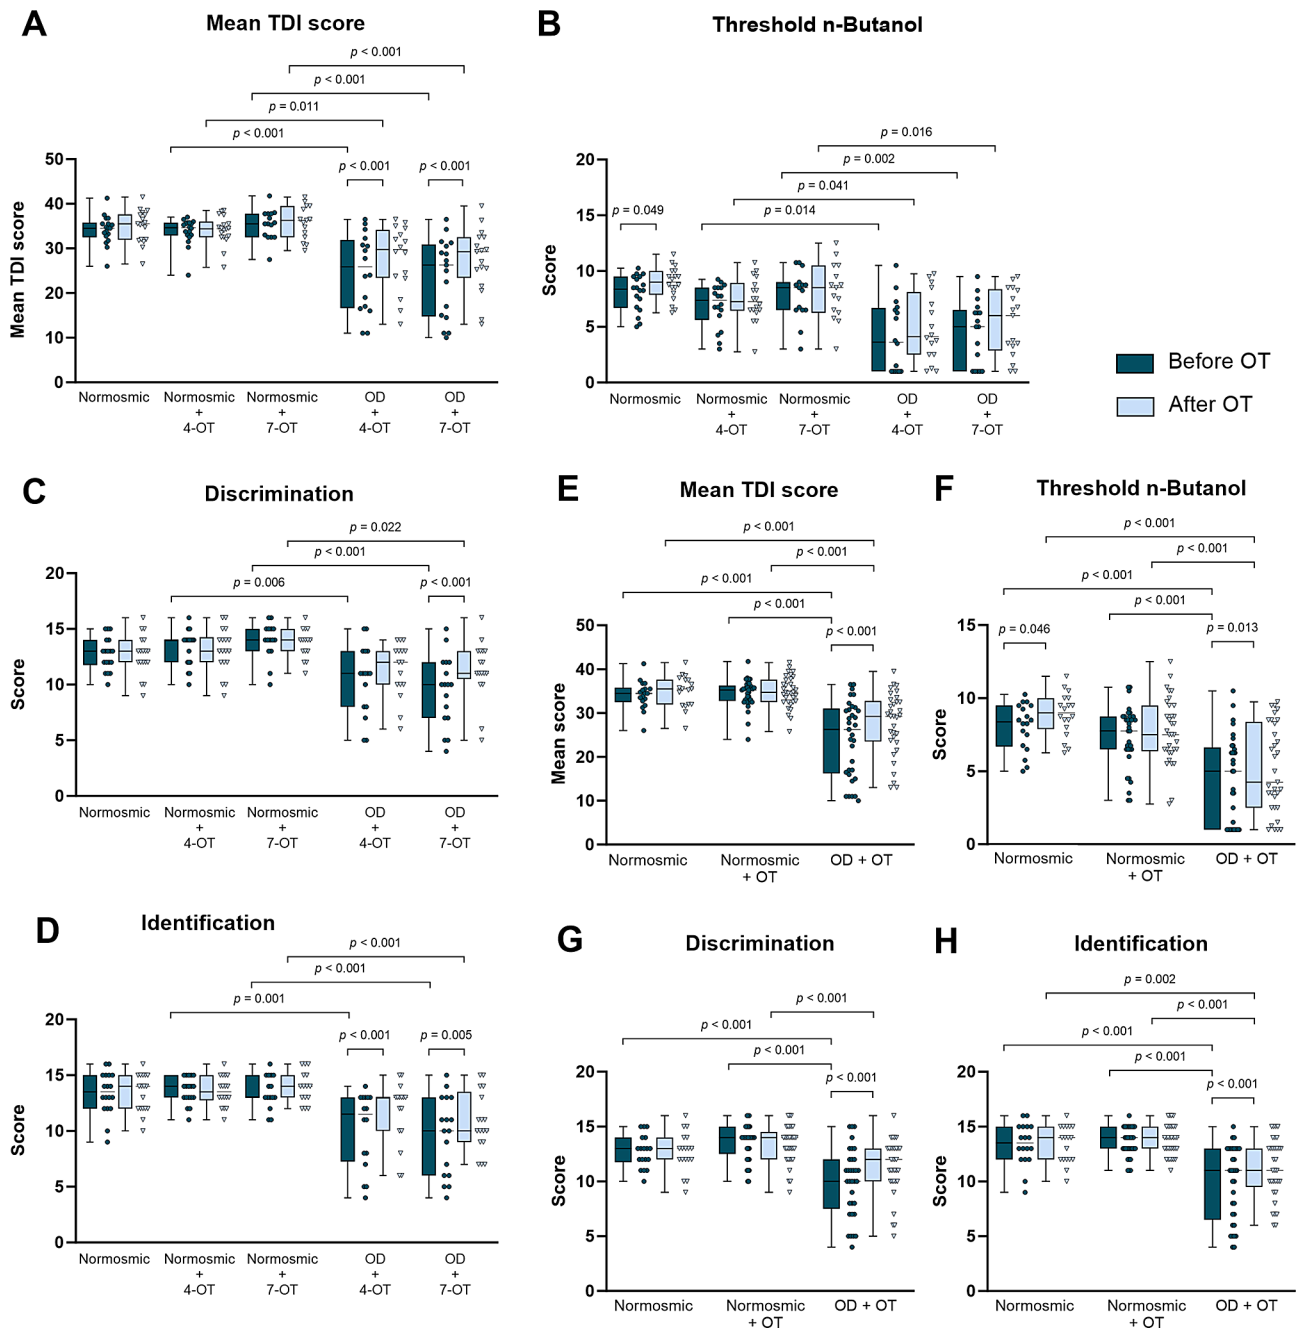 A
Mean TDI score
p < 0.001
p < 0.001
p = 0.011
p < 0.001
p < 0.001
p < 0.001
Mean TDI score
50
40
30
20
10
0
Normosmic
Normosmic
+
4-OT
Normosmic
+
7-OT
OD
+
4-OT
OD
+
7-OT
B
Threshold n-Butanol
p = 0.016
p = 0.002
p = 0.041
p = 0.014
p = 0.049
Score
20
15
10
5
0
Normosmic
Normosmic
+
4-OT
Normosmic
+
7-OT
OD
+
4-OT
OD
+
7-OT
Before OT
After OT
C
Discrimination
p = 0.022
p < 0.001
p = 0.006
p < 0.001
Score
20
15
10
5
0
Normosmic
Normosmic
+
4-OT
Normosmic
+
7-OT
OD
+
4-OT
OD
+
7-OT
D
Identification
p < 0.001
p < 0.001
p = 0.001
p < 0.001
p = 0.005
Score
20
15
10
5
0
Normosmic
Normosmic
+
4-OT
Normosmic
+
7-OT
OD
+
4-OT
OD
+
7-OT
E
Mean TDI score
p < 0.001
p < 0.001
p < 0.001
p < 0.001
p < 0.001
Mean score
50
40
30
20
10
0
Normosmic
Normosmic
+ OT
OD + OT
F
Threshold n-Butanol
p < 0.001
p < 0.001
p < 0.001
p < 0.001
p = 0.046
p = 0.013
Score
15
10
5
0
Normosmic
Normosmic
+ OT
OD + OT
G
Discrimination
p < 0.001
p < 0.001
p < 0.001
p < 0.001
Score
20
15
10
5
0
Normosmic
Normosmic
+ OT
OD + OT
H
Identification
p = 0.002
p < 0.001
p < 0.001
p < 0.001
p < 0.001
Score
20
15
10
5
0
Normosmic
Normosmic
+ OT
OD + OT